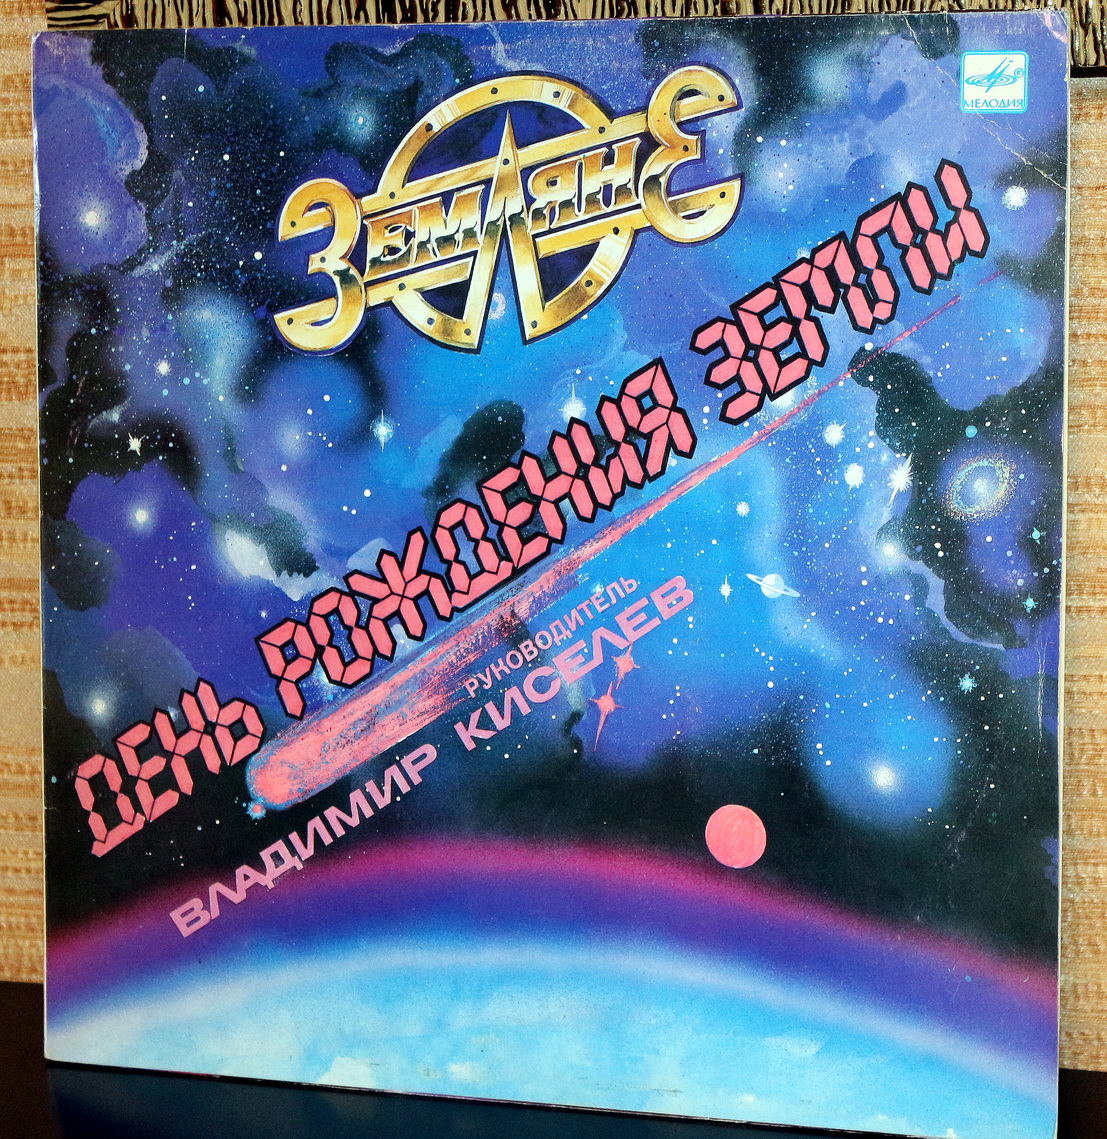 МЕЛОДИЯ
ЗЕМЛЯНЕ
ДЕНЬ РОЖДЕНИЯ ЗЕМЛИ
РУКОВОДИТЕЛЬ
ВЛАДИМИР КИСЕЛЕВ